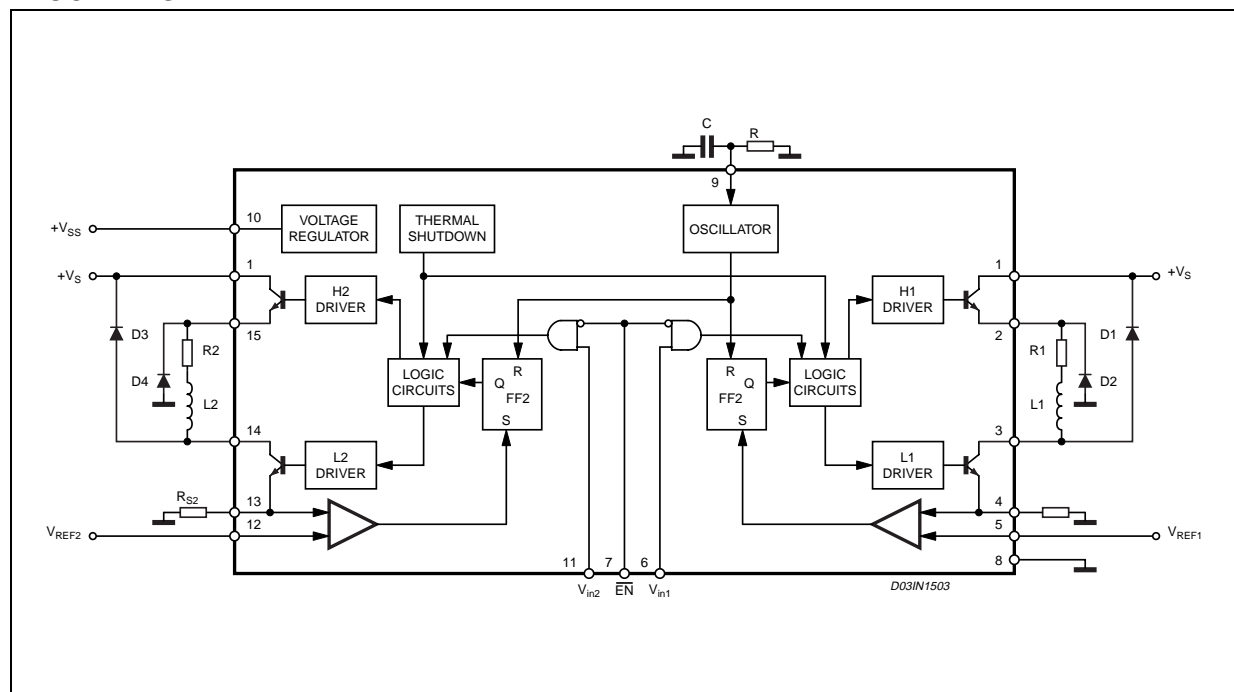 C
R
9
+V_SS
10
VOLTAGE
REGULATOR
THERMAL
SHUTDOWN
OSCILLATOR
+V_S
1
H2
DRIVER
H1
DRIVER
1
+V_S
D3
15
R2
D4
L2
LOGIC
CIRCUITS
R
Q
FF2
S
R
Q
FF2
S
LOGIC
CIRCUITS
2
R1
D1
D2
L1
14
L2
DRIVER
L1
DRIVER
3
R_S2
13
4
V_REF2
12
5
V_REF1
11
7
6
8
V_in2
E̅N̅
V_in1
D03IN1503